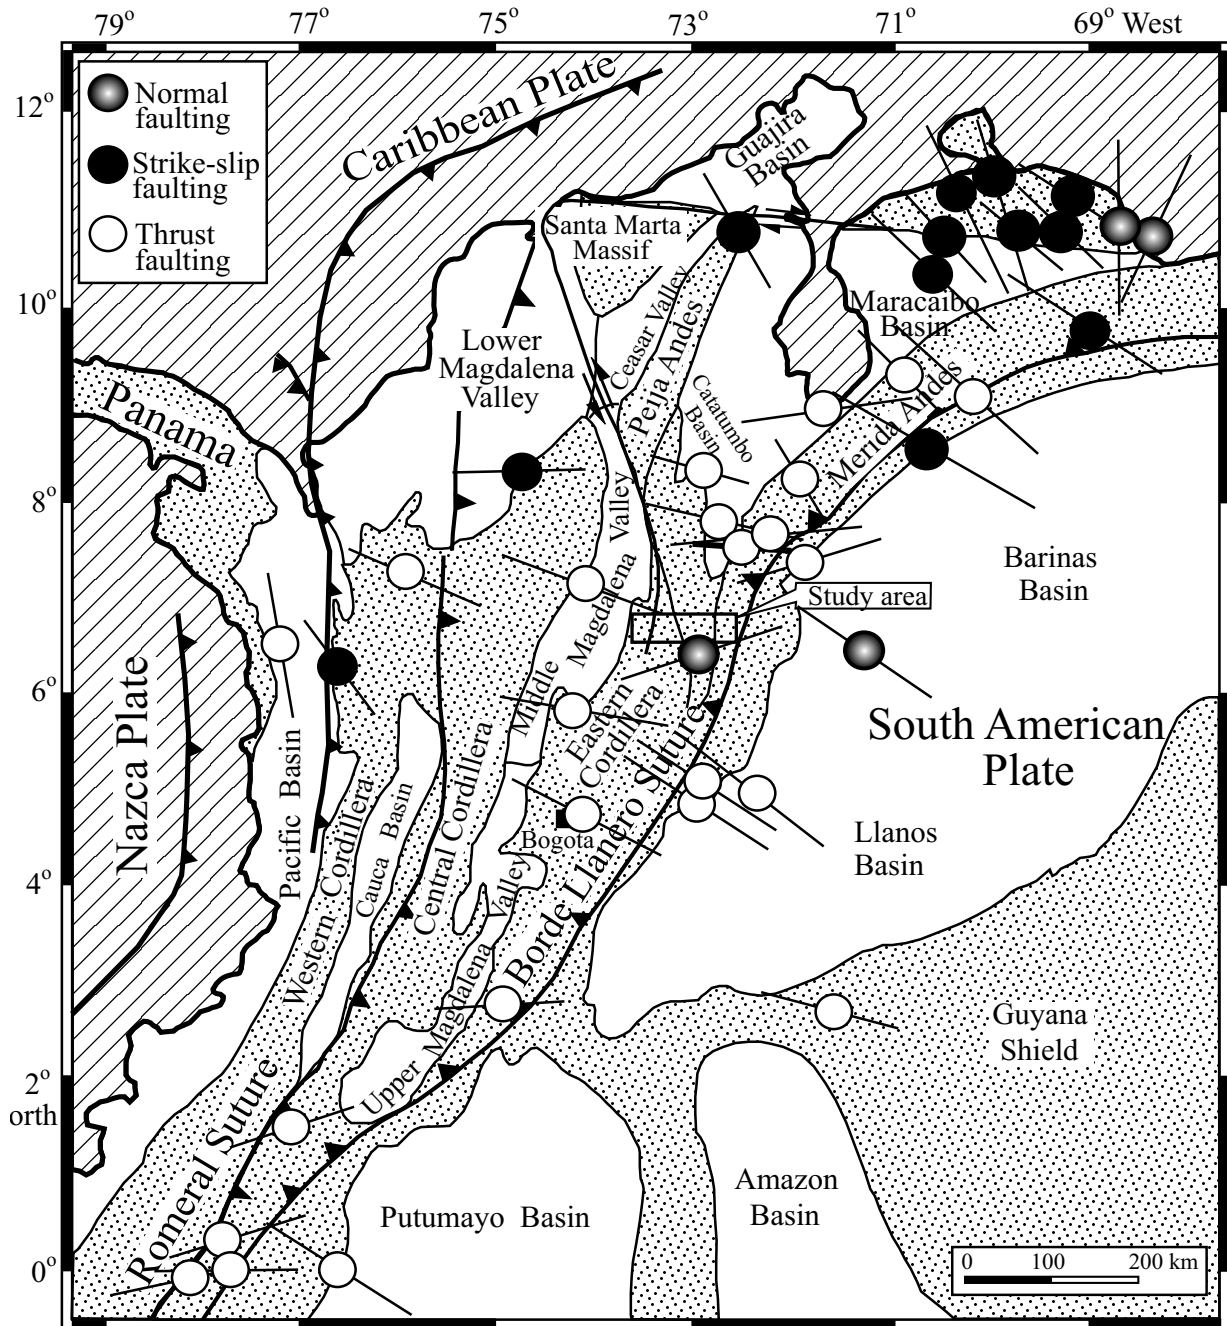 79° 77° 75° 73° 71° 69° West
12°
10°
8°
6°
4°
2°
orth
0°
Normal
faulting
Strike-slip
faulting
Thrust
faulting
Caribbean Plate
Guajira
Basin
Santa Marta
Massif
Ceasar Valley
Perija Andes
Maracaibo
Basin
Lower
Magdalena
Valley
Catatumbo
Basin
Merida Andes
Panama
Barinas
Basin
Study area
Middle Magdalena Valley
Nazca Plate
Pacific Basin
Western Cordillera
Cauca Basin
Central Cordillera
Eastern
Cordillera
South American
Plate
Bogota
Llanos
Basin
Borde Llanero Suture
Upper Magdalena Valley
Guyana
Shield
Romeral Suture
Putumayo Basin
Amazon
Basin
0 100 200 km